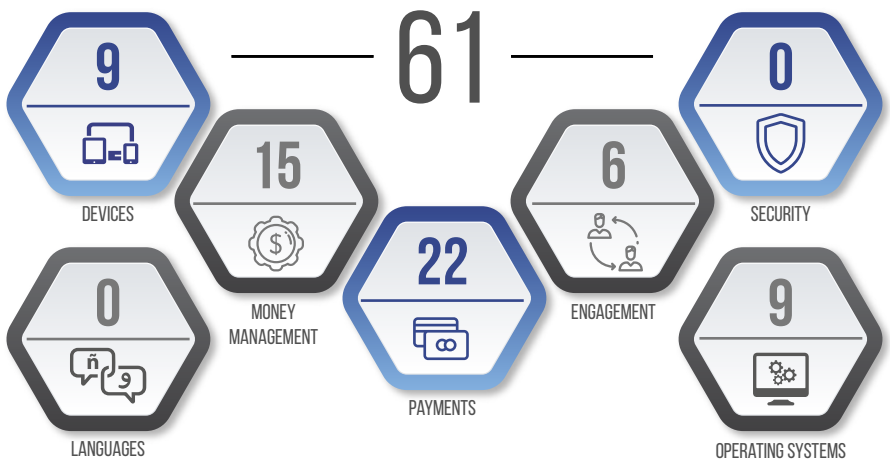 61
9
DEVICES
0
SECURITY
15
MONEY
MANAGEMENT
6
ENGAGEMENT
22
PAYMENTS
0
ñ
و
LANGUAGES
9
OPERATING SYSTEMS
$